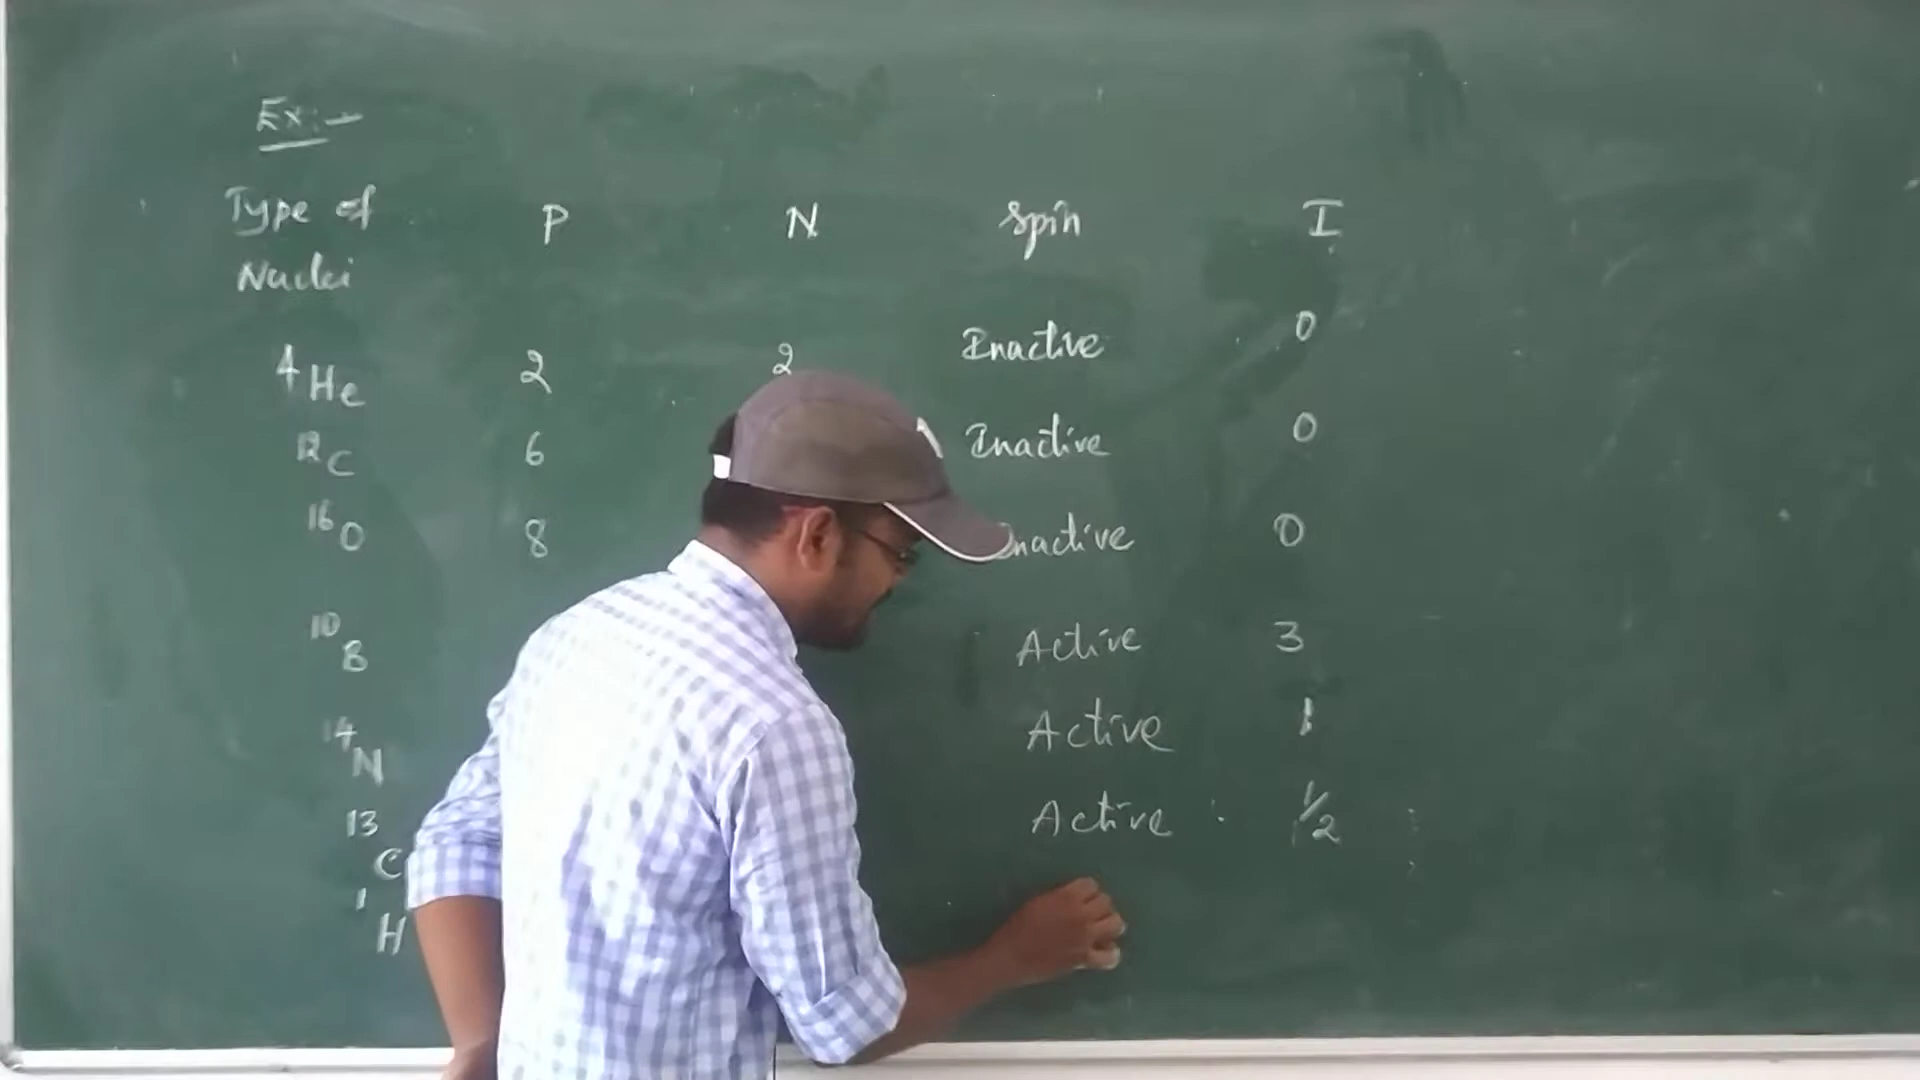 Ex:-
Type of Nuclei P N Spin I
4He 2 2 Inactive 0
12C 6 Inactive 0
16O 8 Inactive 0
10B Active 3
14N Active 1
13C Active 1/2
1H